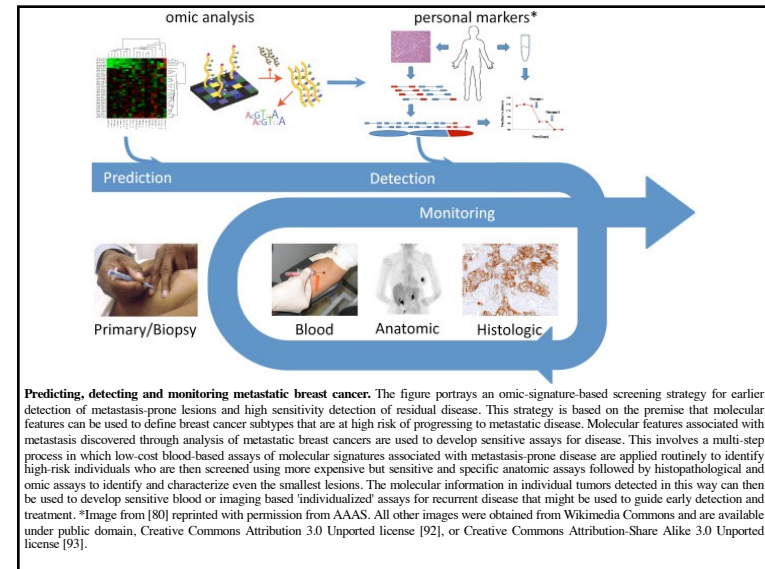 omic analysis
personal markers*
ACGTGA
ACGTGA
Prediction
Detection
Monitoring
Primary/Biopsy
Blood
Anatomic
Histologic
Predicting, detecting and monitoring metastatic breast cancer. The figure portrays an omic-signature-based screening strategy for earlier
detection of metastasis-prone lesions and high sensitivity detection of residual disease. This strategy is based on the premise that molecular
features can be used to define breast cancer subtypes that are at high risk of progressing to metastatic disease. Molecular features associated with
metastasis discovered through analysis of metastatic breast cancers are used to develop sensitive assays for disease. This involves a multi-step
process in which low-cost blood-based assays of molecular signatures associated with metastasis-prone disease are applied routinely to identify
high-risk individuals who are then screened using more expensive but sensitive and specific anatomic assays followed by histopathological and
omic assays to identify and characterize even the smallest lesions. The molecular information in individual tumors detected in this way can then
be used to develop sensitive blood or imaging based 'individualized' assays for recurrent disease that might be used to guide early detection and
treatment. *Image from [80] reprinted with permission from AAAS. All other images were obtained from Wikimedia Commons and are available
under public domain, Creative Commons Attribution 3.0 Unported license [92], or Creative Commons Attribution-Share Alike 3.0 Unported
license [93].